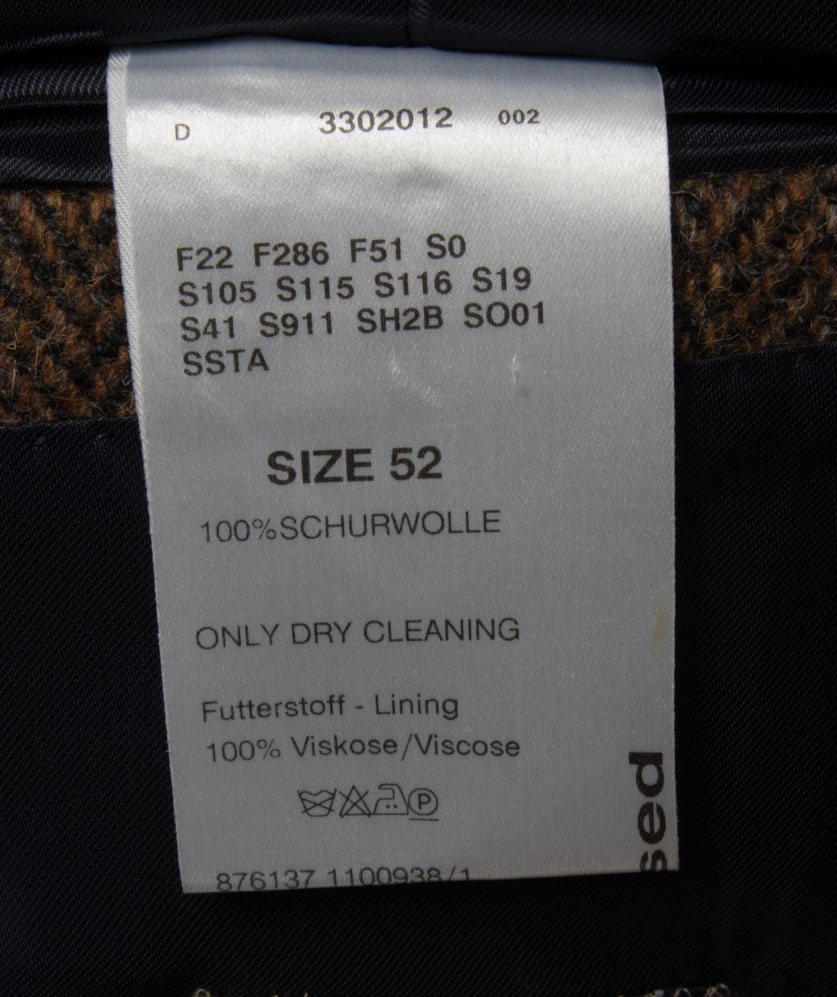 D 3302012 002
F22 F286 F51 S0
S105 S115 S116 S19
S41 S911 SH2B SO01
SSTA
SIZE 52
100%SCHURWOLLE
ONLY DRY CLEANING
Futterstoff - Lining
100% Viskose/Viscose
P
876137 1100938/1
sed